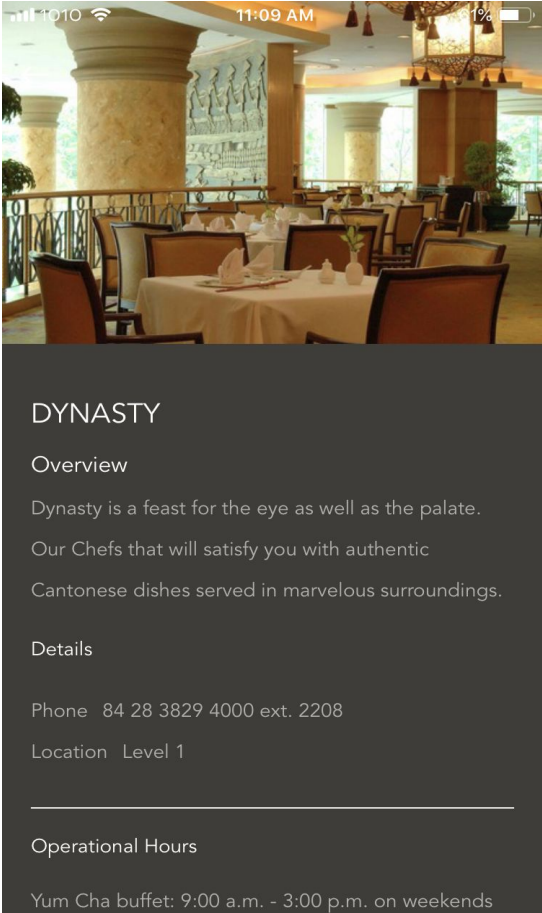 1010
11:09 AM
1%
DYNASTY
Overview
Dynasty is a feast for the eye as well as the palate.
Our Chefs that will satisfy you with authentic
Cantonese dishes served in marvelous surroundings.
Details
Phone 84 28 3829 4000 ext. 2208
Location Level 1
Operational Hours
Yum Cha buffet: 9:00 a.m. - 3:00 p.m. on weekends